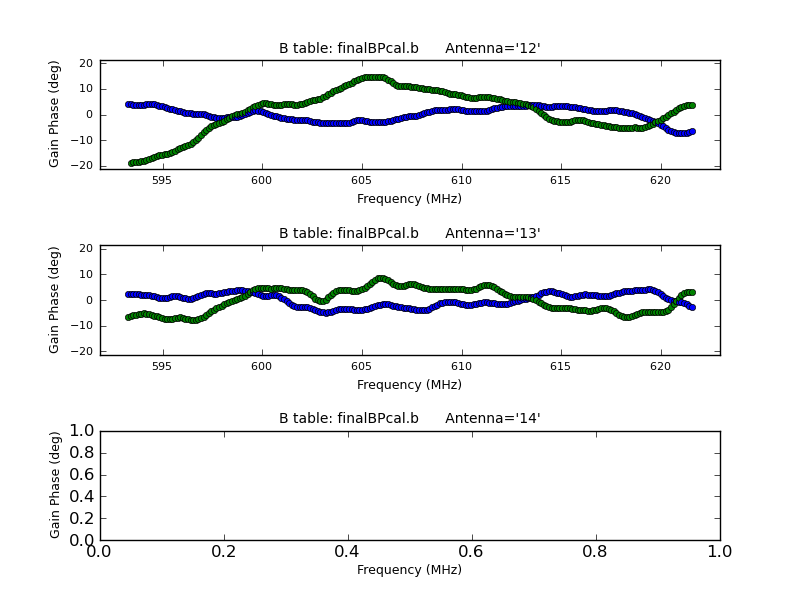 B table: finalBPcal.b Antenna='12'
20
10
0
−10
−20
Gain Phase (deg)
595 600 605 610 615 620
Frequency (MHz)
B table: finalBPcal.b Antenna='13'
20
10
0
−10
−20
Gain Phase (deg)
595 600 605 610 615 620
Frequency (MHz)
B table: finalBPcal.b Antenna='14'
1.0
0.8
0.6
0.4
0.2
0.0
Gain Phase (deg)
0.0 0.2 0.4 0.6 0.8 1.0
Frequency (MHz)